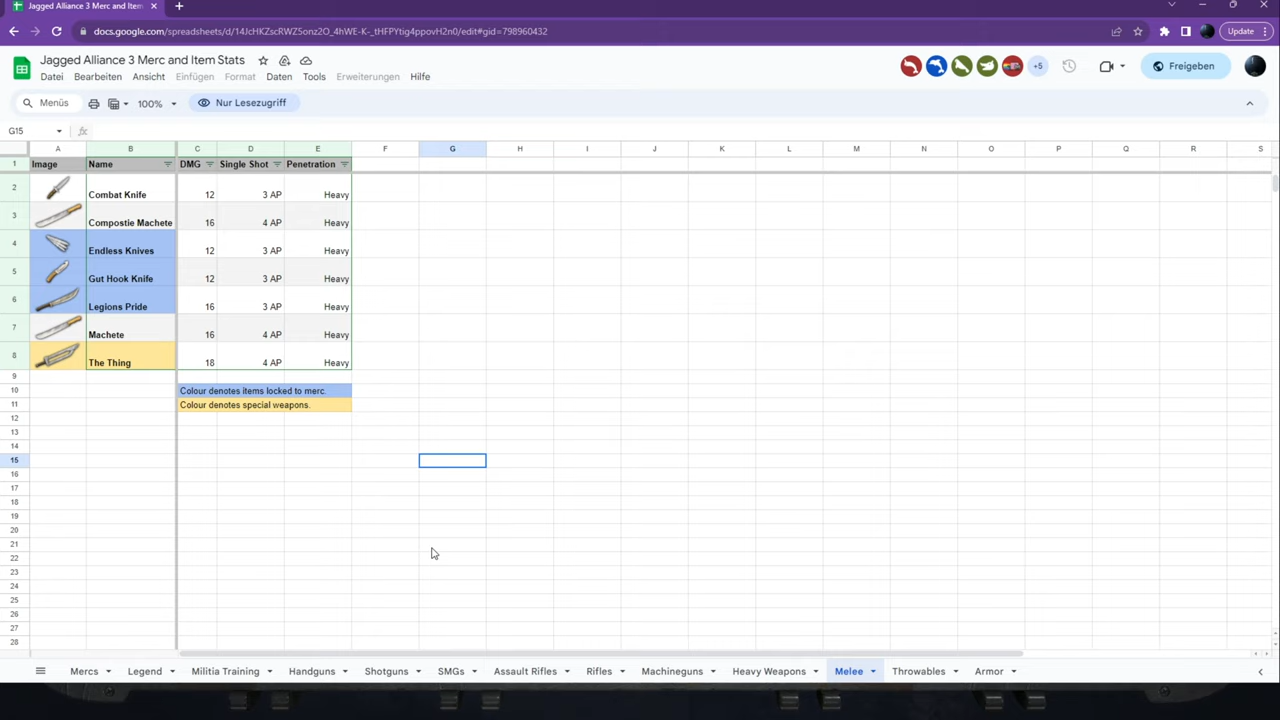 Jagged Alliance 3 Merc and Item S
docs.google.com/spreadsheets/d/14JcHKZscRWZ5onz2O_4hWE-K-_tHFPYtig4ppovH2n0/edit#gid=798960432
Update
Jagged Alliance 3 Merc and Item Stats
+5
Freigeben
Datei Bearbeiten Ansicht Einfügen Format Daten Tools Erweiterungen Hilfe
Menüs 100% Nur Lesezugriff
G15 fx
A B C D E F G H I J K L M N O P Q R S
1 Image Name DMG Single Shot Penetration
2 Combat Knife 12 3 AP Heavy
3 Compostie Machete 16 4 AP Heavy
4 Endless Knives 12 3 AP Heavy
5 Gut Hook Knife 12 3 AP Heavy
6 Legions Pride 16 3 AP Heavy
7 Machete 16 4 AP Heavy
8 The Thing 18 4 AP Heavy
9
10 Colour denotes items locked to merc.
11 Colour denotes special weapons.
12
13
14
15
16
17
18
19
20
21
22
23
24
25
26
27
28
Mercs Legend Militia Training Handguns Shotguns SMGs Assault Rifles Rifles Machineguns Heavy Weapons Melee Throwables Armor